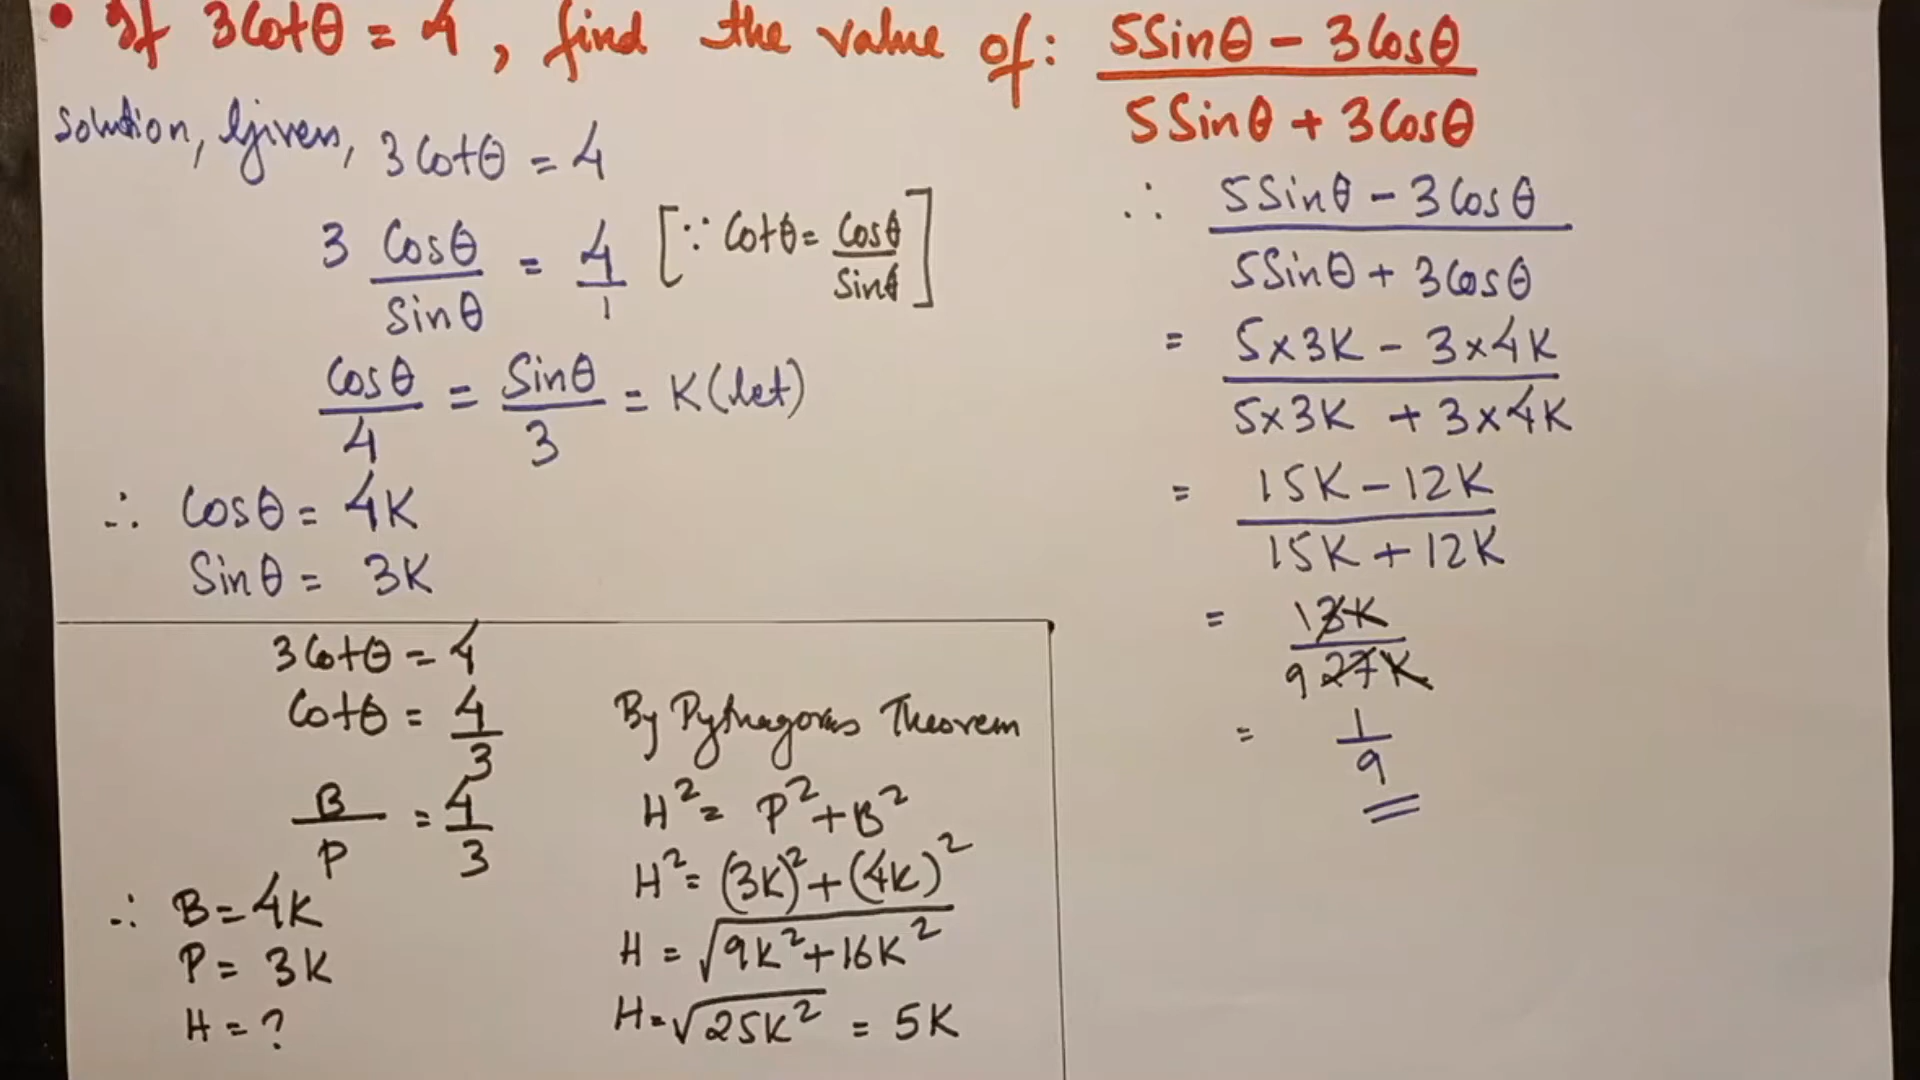 • If 3Cotθ = 4, find the value of: (5Sinθ - 3Cosθ)/(5Sinθ + 3Cosθ)
Solution, Given, 3Cotθ = 4
3 Cosθ/Sinθ = 4/1 [∵ Cotθ = Cosθ/Sinθ]
Cosθ/4 = Sinθ/3 = K (let)
∴ Cosθ = 4K
Sinθ = 3K
∴ (5Sinθ - 3Cosθ)/(5Sinθ + 3Cosθ)
= (5×3K - 3×4K)/(5×3K + 3×4K)
= (15K - 12K)/(15K + 12K)
= 1 3K/9 27K
= 1/9
3Cotθ = 4
Cotθ = 4/3
B/P = 4/3
∴ B = 4K
P = 3K
H = ?
By Pythagoras Theorem
H² = P² + B²
H² = (3K)² + (4K)²
H = √9K² + 16K²
H = √25K² = 5K